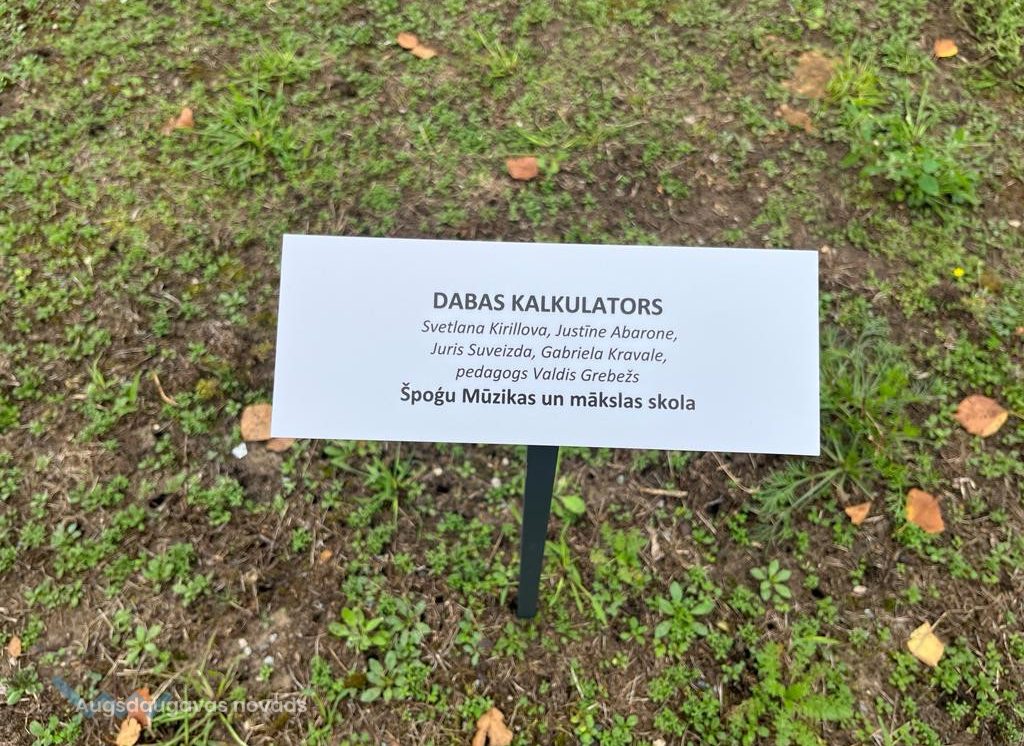 DABAS KALKULATORS
Svetlana Kirillova, Justīne Abarone,
Juris Suveizda, Gabriela Kravale,
pedagogs Valdis Grebežs
Špoģu Mūzikas un mākslas skola
Augšdaugavas novads